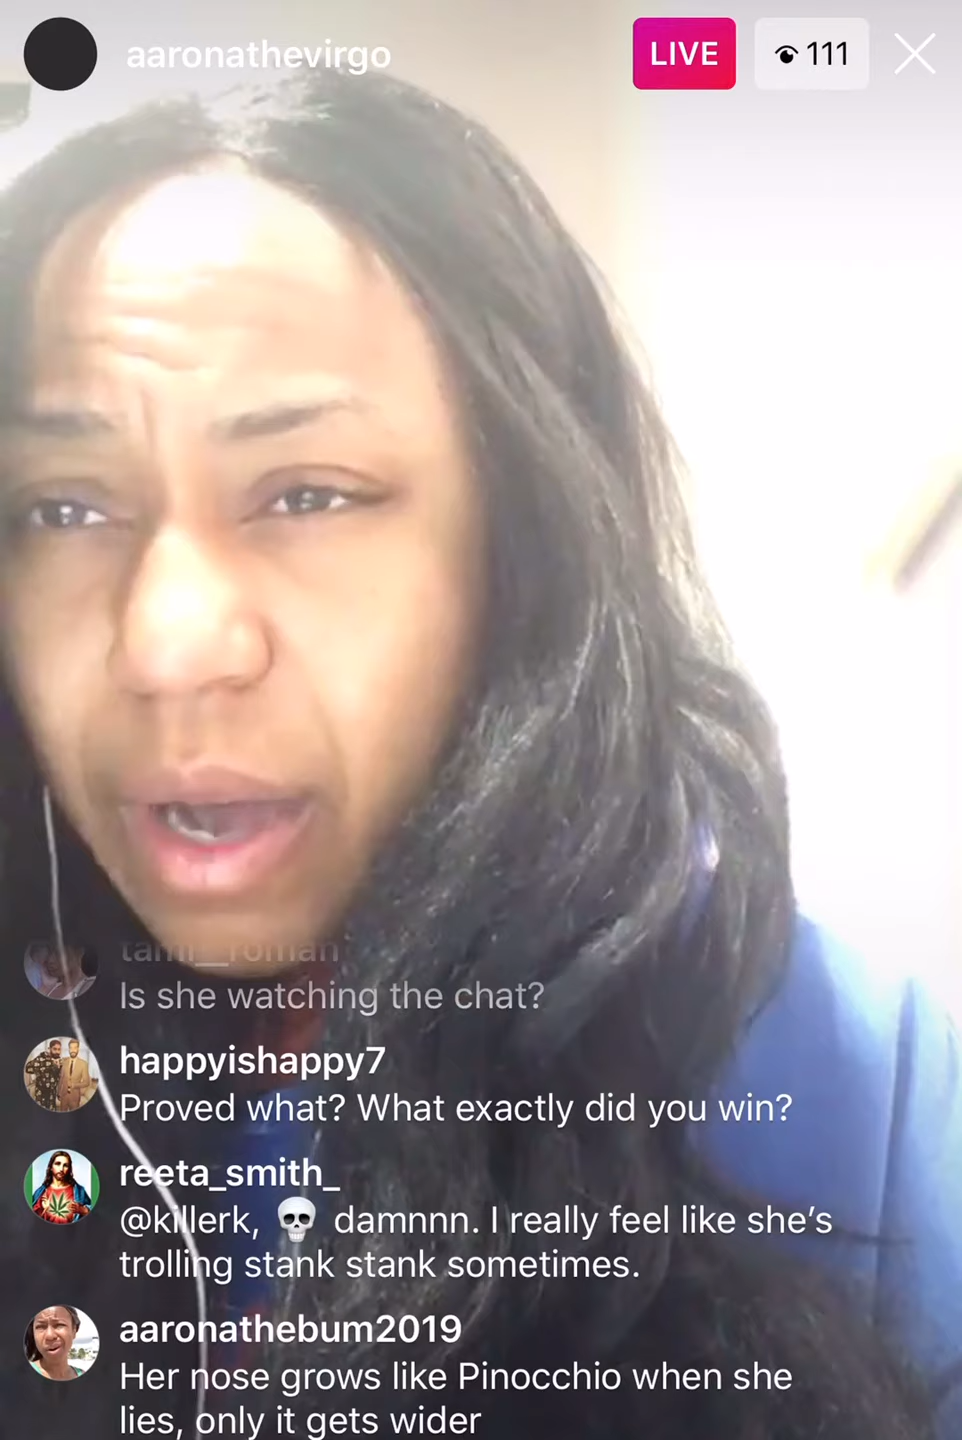 aaronathevirgo
LIVE
111
tami__roman
Is she watching the chat?
happyishappy7
Proved what? What exactly did you win?
reeta_smith_
@killerk, 💀 damnnn. I really feel like she’s
trolling stank stank sometimes.
aaronathebum2019
Her nose grows like Pinocchio when she
lies, only it gets wider